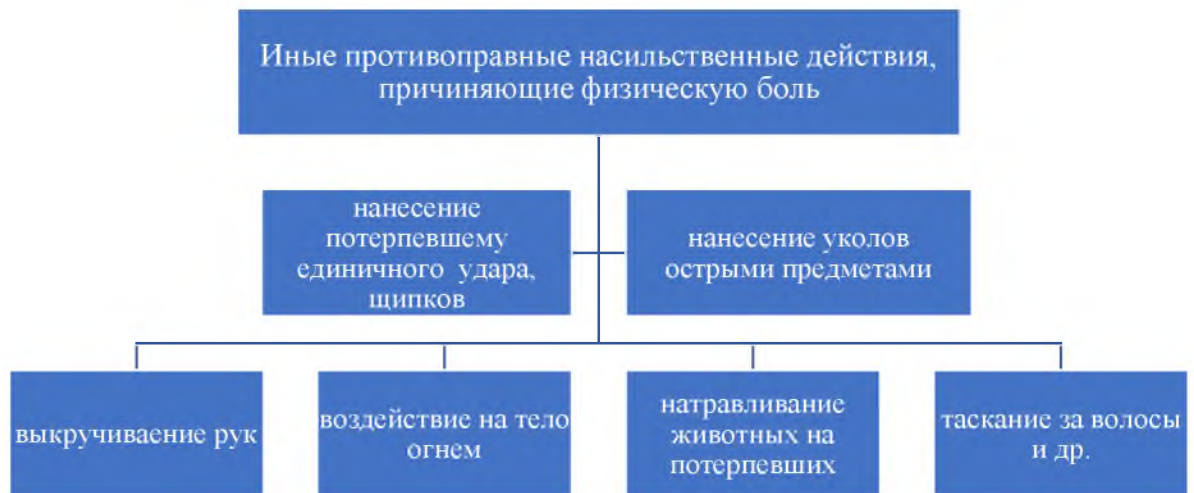 Иные противоправные насильственные действия,
причиняющие физическую боль
нанесение
потерпевшему
единичного удара,
щипков
нанесение уколов
острыми предметами
выкручиваение рук
воздействие на тело
огнем
натравливание
животных на
потерпевших
таскание за волосы
и др.